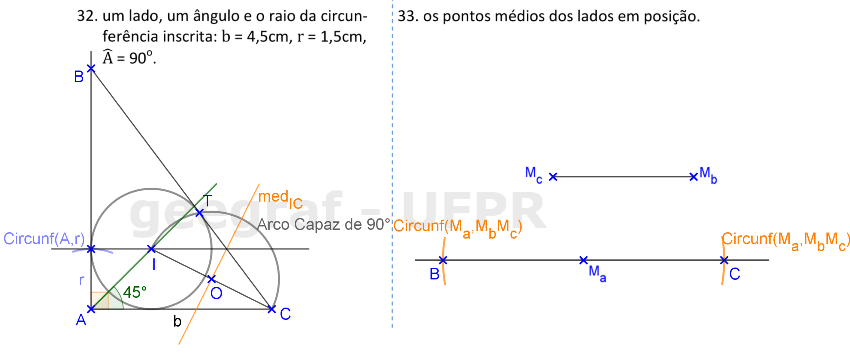 32. um lado, um ângulo e o raio da circun-
ferência inscrita: b = 4,5cm, r = 1,5cm,
Â = 90º.
B
T
med_IC
Arco Capaz de 90°
Circunf(A,r)
I
r
45°
O
A
b
C
geegraf - UFPR
33. os pontos médios dos lados em posição.
M_c
M_b
Circunf(M_a,M_bM_c)
Circunf(M_a,M_bM_c)
B
M_a
C